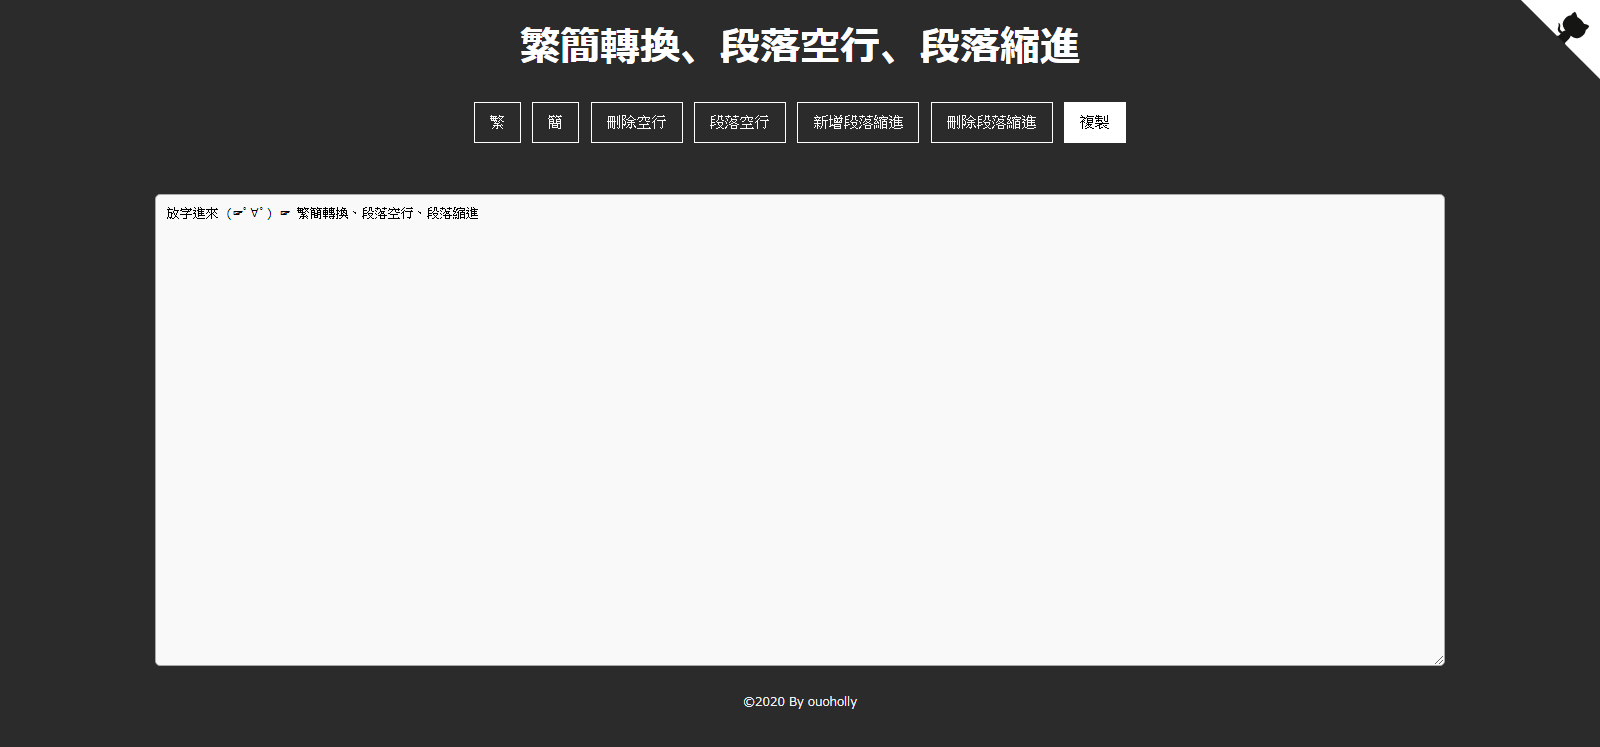 繁簡轉換、段落空行、段落縮進
繁 簡 刪除空行 段落空行 新增段落縮進 刪除段落縮進 複製
放字進來 (☛ﾟ∀ﾟ) ☛ 繁簡轉換、段落空行、段落縮進
©2020 By ouoholly